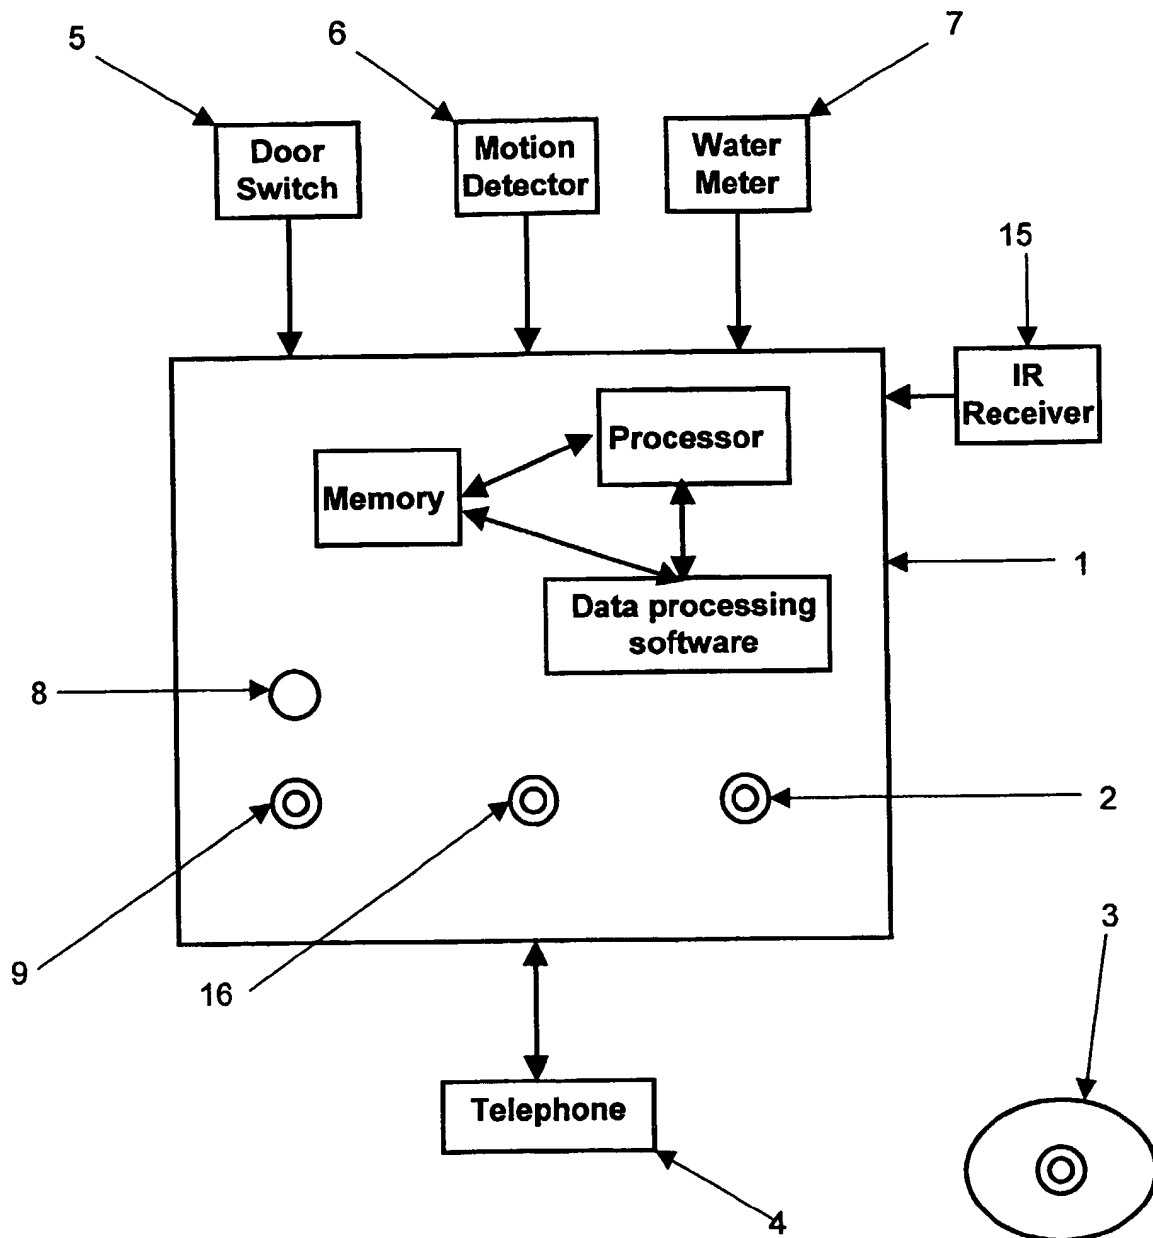 5
6
7
Door
Switch
Motion
Detector
Water
Meter
15
IR
Receiver
Processor
Memory
1
Data processing
software
8
2
3
9
16
Telephone
4